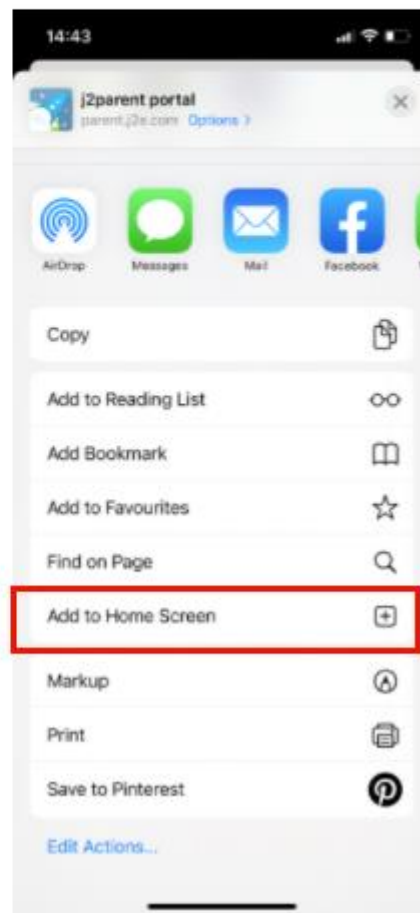 14:43
j2parent portal
parent.j2e.com Options >
AirDrop Messages Mail Facebook
Copy
Add to Reading List
Add Bookmark
Add to Favourites
Find on Page
Add to Home Screen
Markup
Print
Save to Pinterest
Edit Actions...